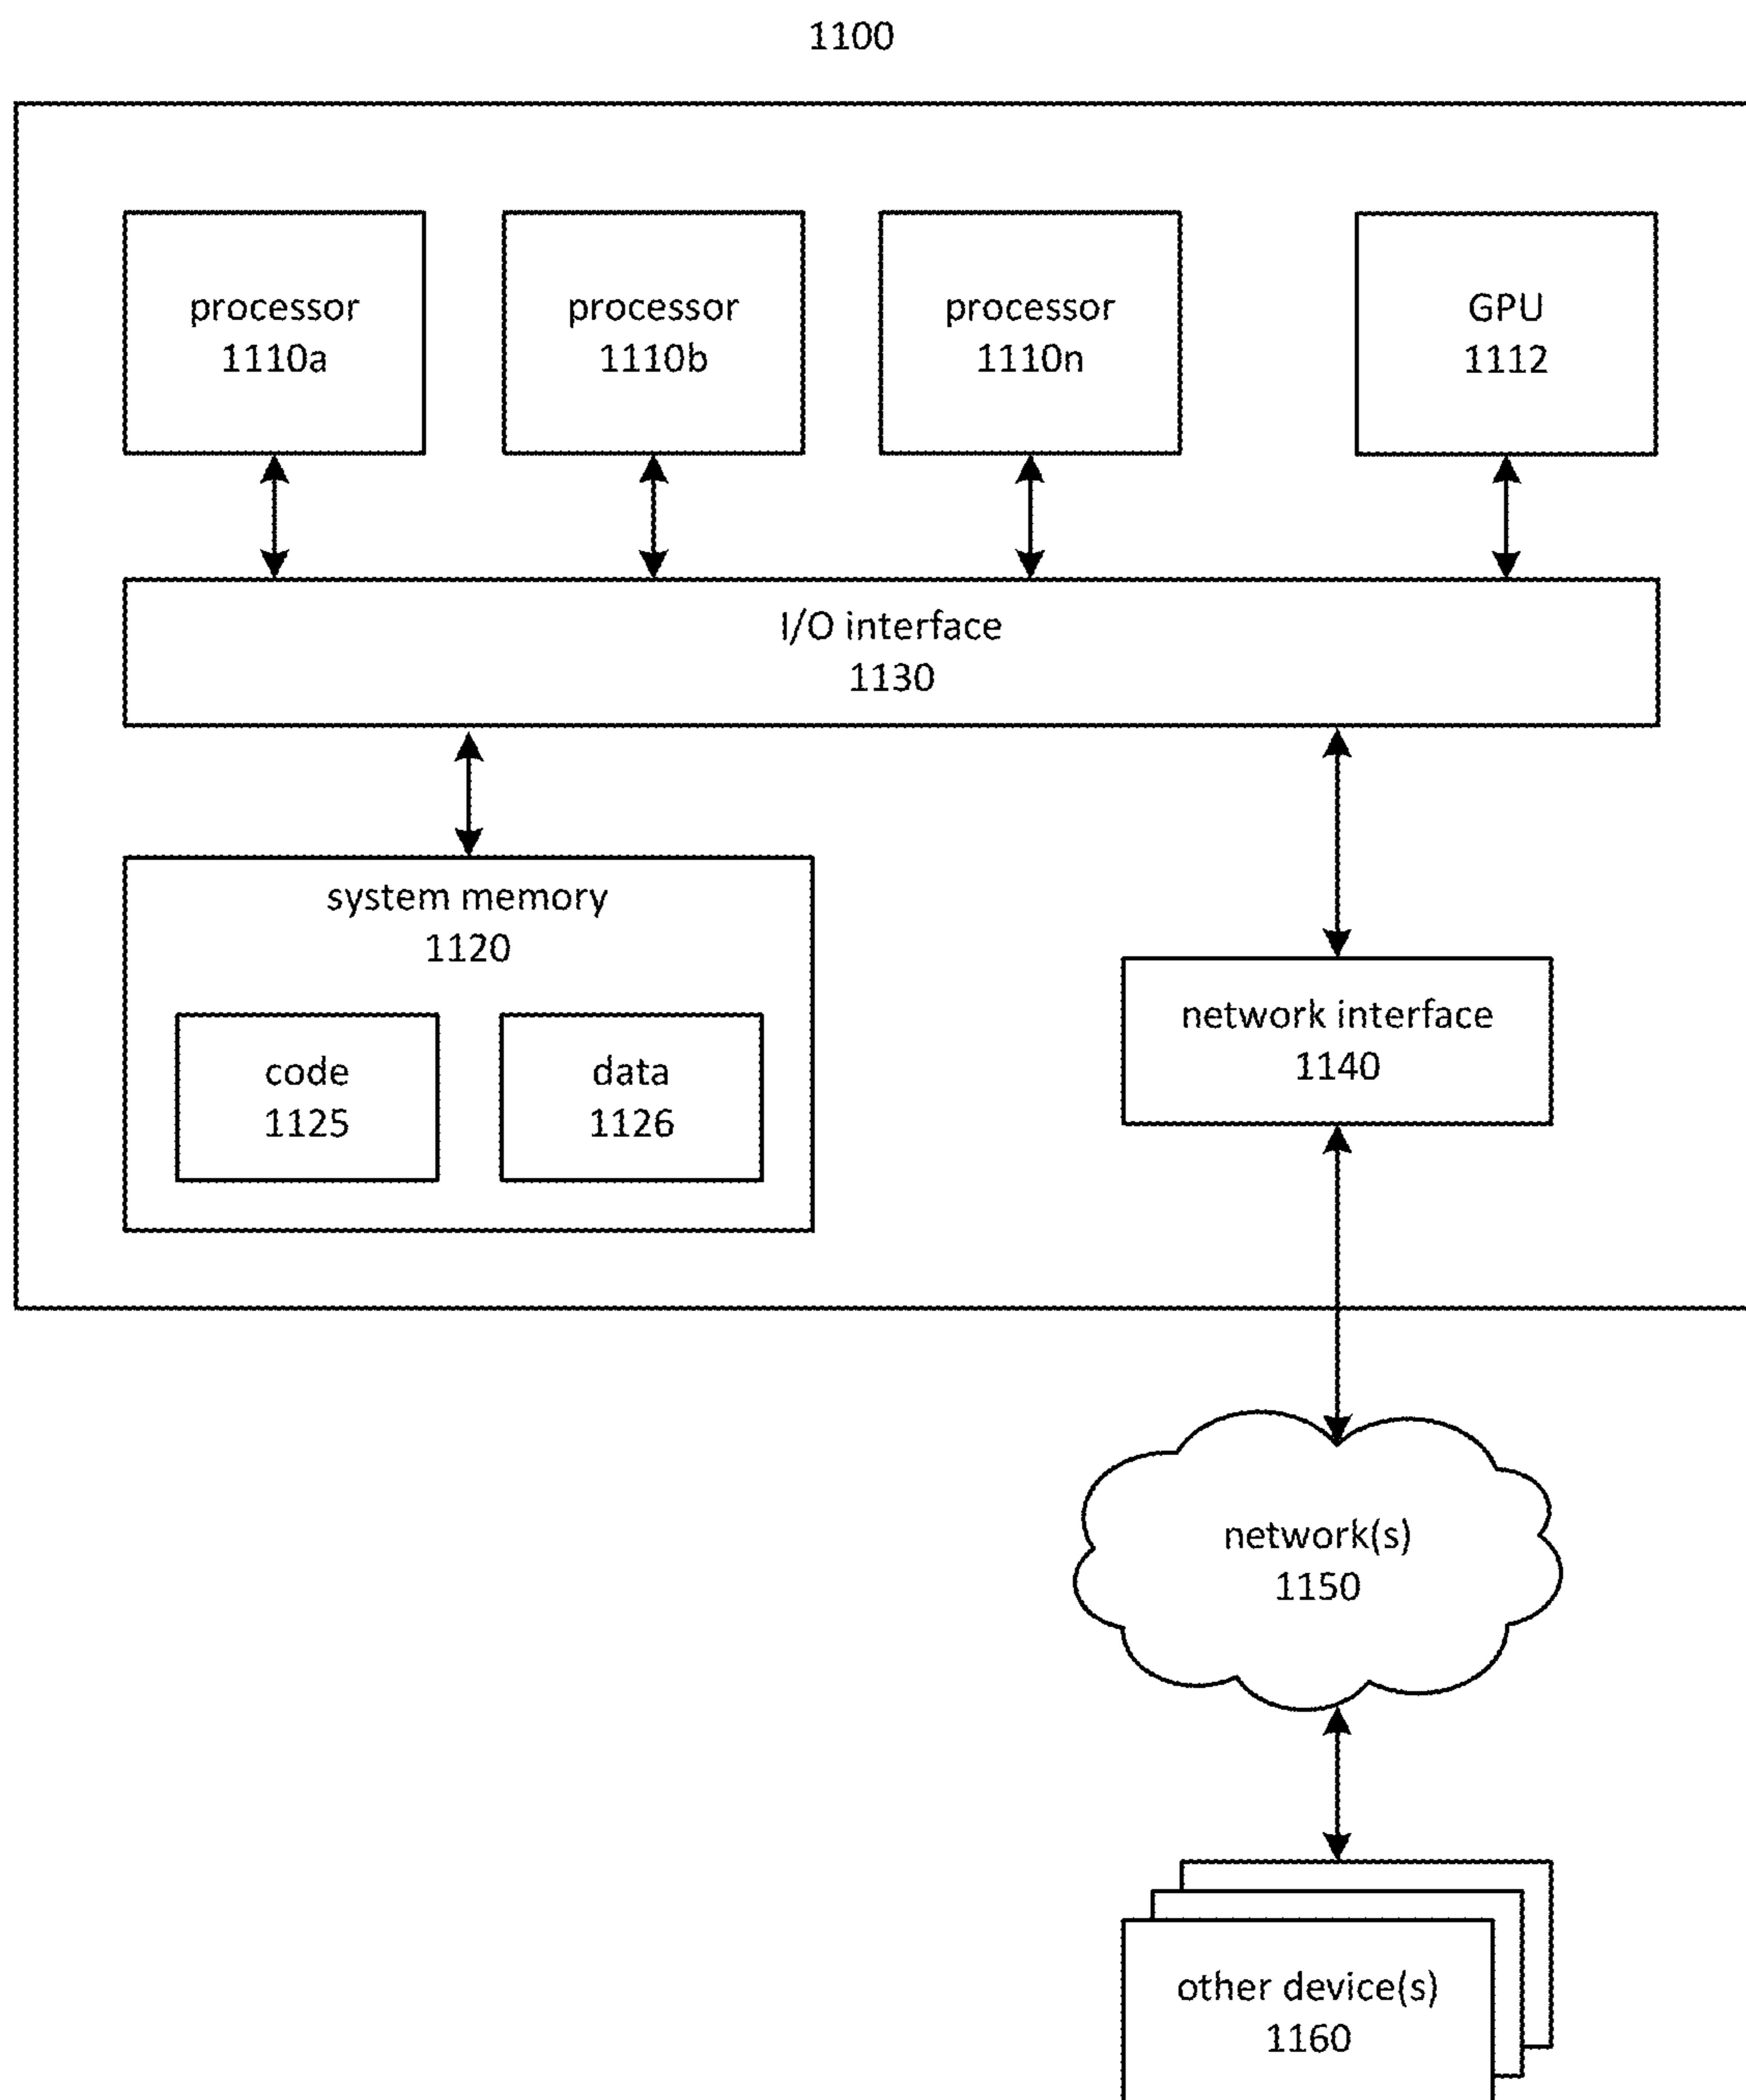 1100
processor
1110a
processor
1110b
processor
1110n
GPU
1112
I/O interface
1130
system memory
1120
code
1125
data
1126
network interface
1140
network(s)
1150
other device(s)
1160